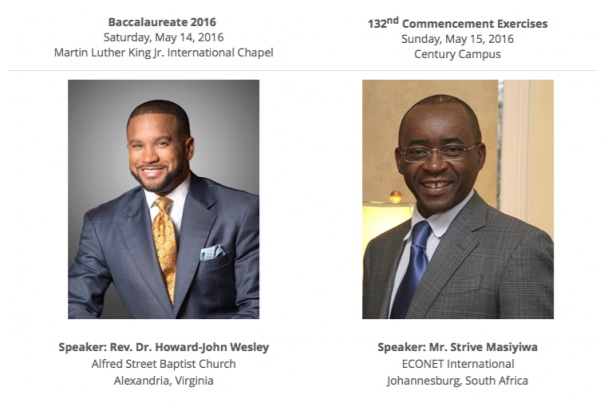 Baccalaureate 2016
Saturday, May 14, 2016
Martin Luther King Jr. International Chapel
132nd Commencement Exercises
Sunday, May 15, 2016
Century Campus
Speaker: Rev. Dr. Howard-John Wesley
Alfred Street Baptist Church
Alexandria, Virginia
Speaker: Mr. Strive Masiyiwa
ECONET International
Johannesburg, South Africa